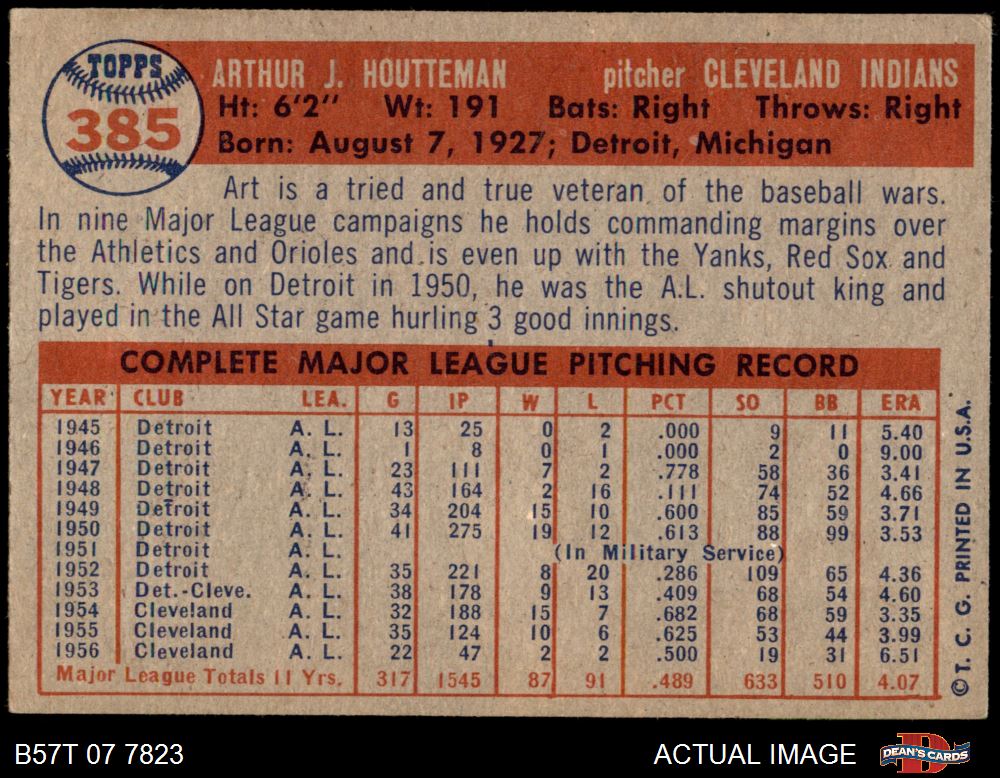 TOPPS
385
ARTHUR J. HOUTTEMAN pitcher CLEVELAND INDIANS
Ht: 6'2" Wt: 191 Bats: Right Throws: Right
Born: August 7, 1927; Detroit, Michigan
Art is a tried and true veteran of the baseball wars.
In nine Major League campaigns he holds commanding margins over
the Athletics and Orioles and is even up with the Yanks, Red Sox and
Tigers. While on Detroit in 1950, he was the A.L. shutout king and
played in the All Star game hurling 3 good innings.
COMPLETE MAJOR LEAGUE PITCHING RECORD
YEAR CLUB LEA. G IP W L PCT SO BB ERA
1945 Detroit A. L. 13 25 0 2 .000 9 11 5.40
1946 Detroit A. L. 1 8 0 1 .000 2 0 9.00
1947 Detroit A. L. 23 111 7 2 .778 58 36 3.41
1948 Detroit A. L. 43 164 2 16 .111 74 52 4.66
1949 Detroit A. L. 34 204 15 10 .600 85 59 3.71
1950 Detroit A. L. 41 275 19 12 .613 88 99 3.53
1951 Detroit A. L. (In Military Service)
1952 Detroit A. L. 35 221 8 20 .286 109 65 4.36
1953 Det.-Cleve. A. L. 38 178 9 13 .409 68 54 4.60
1954 Cleveland A. L. 32 188 15 7 .682 68 59 3.35
1955 Cleveland A. L. 35 124 10 6 .625 53 44 3.99
1956 Cleveland A. L. 22 47 2 2 .500 19 31 6.51
Major League Totals 11 Yrs. 317 1545 87 91 .489 633 510 4.07
© T. C. G. PRINTED IN U.S.A.
B57T 07 7823 ACTUAL IMAGE
D
DEAN'S CARDS